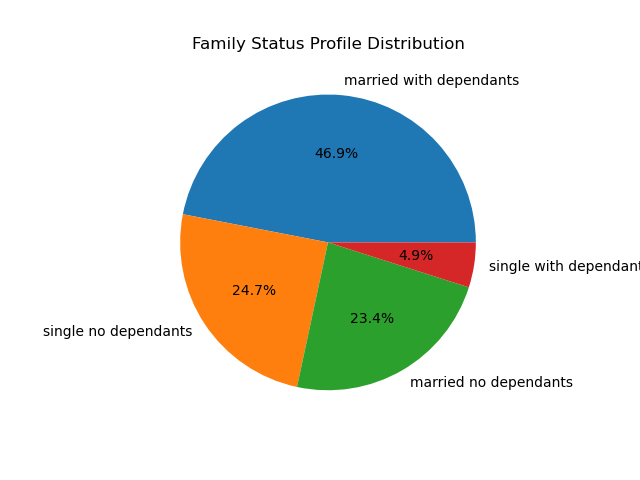 Family Status Profile Distribution
married with dependants
46.9%
4.9%
single with dependant
24.7%
23.4%
single no dependants
married no dependants